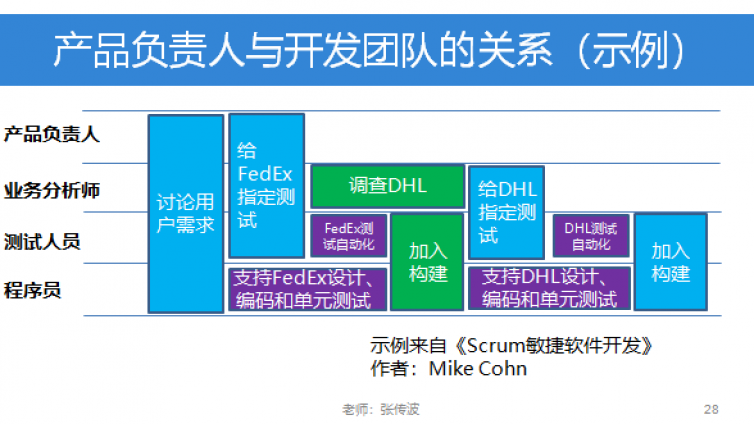 产品负责人与开发团队的关系（示例）
产品负责人
业务分析师
测试人员
程序员
讨论用
户需求
给
FedEx
指定测
试
调查DHL
FedEx测
试自动化
加入
构建
支持FedEx设计、
编码和单元测试
给DHL
指定测
试
DHL测试
自动化
加入
构建
支持DHL设计、
编码和单元测试
示例来自《Scrum敏捷软件开发》
作者：Mike Cohn
老师：张传波
28